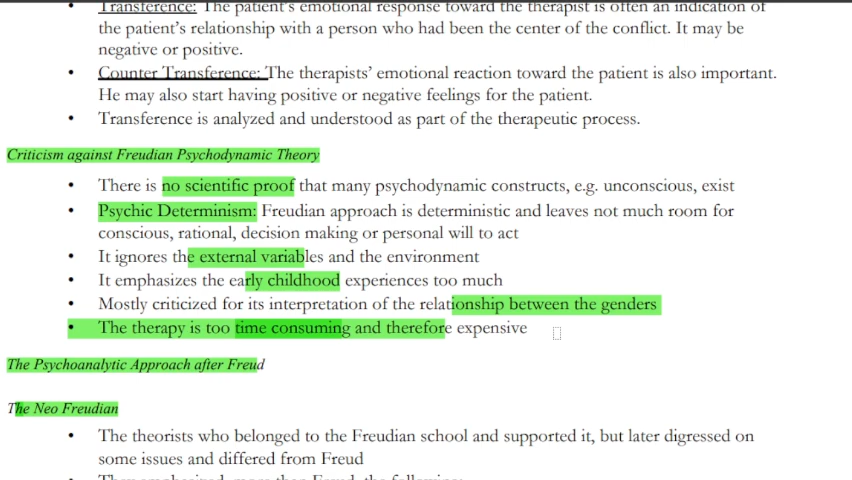 Transference: The patient's emotional response toward the therapist is often an indication of
the patient's relationship with a person who had been the center of the conflict. It may be
negative or positive.
• Counter Transference: The therapists' emotional reaction toward the patient is also important.
He may also start having positive or negative feelings for the patient.
• Transference is analyzed and understood as part of the therapeutic process.
Criticism against Freudian Psychodynamic Theory
• There is no scientific proof that many psychodynamic constructs, e.g. unconscious, exist
• Psychic Determinism: Freudian approach is deterministic and leaves not much room for
conscious, rational, decision making or personal will to act
• It ignores the external variables and the environment
• It emphasizes the early childhood experiences too much
• Mostly criticized for its interpretation of the relationship between the genders
• The therapy is too time consuming and therefore expensive
The Psychoanalytic Approach after Freud
The Neo Freudian
• The theorists who belonged to the Freudian school and supported it, but later digressed on
some issues and differed from Freud